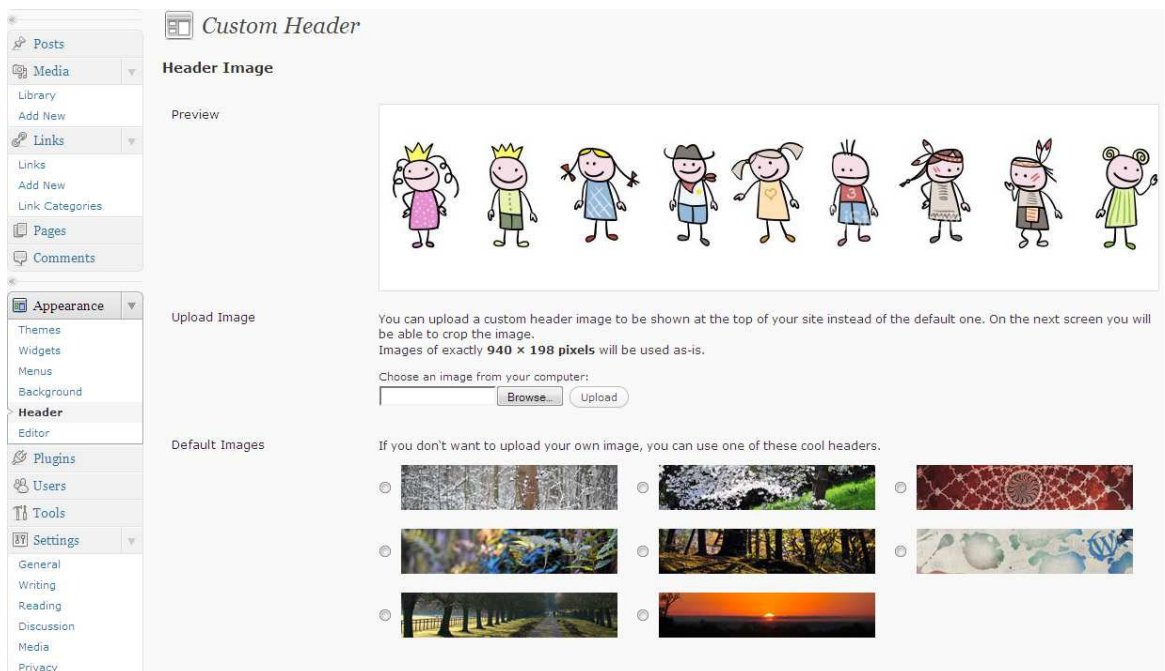 Custom Header
Posts
Media
Library
Add New
Links
Links
Add New
Link Categories
Pages
Comments
Appearance
Themes
Widgets
Menus
Background
Header
Editor
Plugins
Users
Tools
Settings
General
Writing
Reading
Discussion
Media
Privacy
Header Image
Preview
3
Upload Image
You can upload a custom header image to be shown at the top of your site instead of the default one. On the next screen you will
be able to crop the image.
Images of exactly 940 × 198 pixels will be used as-is.
Choose an image from your computer:
Browse... Upload
Default Images
If you don't want to upload your own image, you can use one of these cool headers.
W